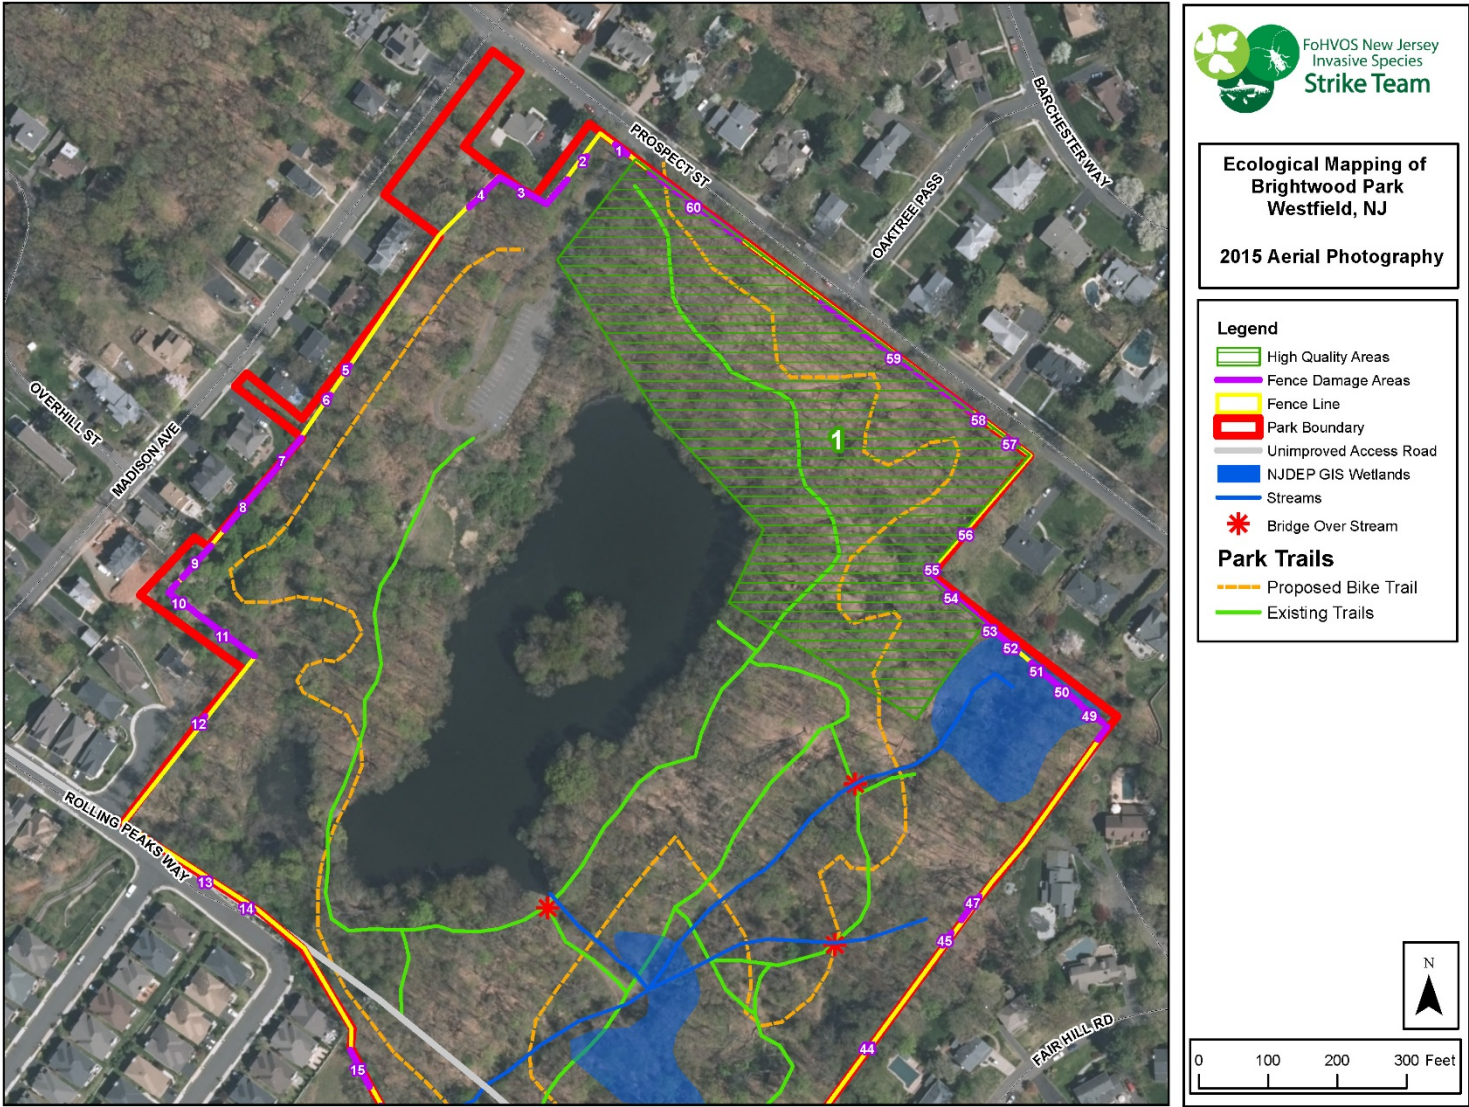 PROSPECT ST
BARCHESTER WAY
OAKTREE PASS
OVERHILL ST
MADISON AVE
ROLLING PEAKS WAY
FAIR HILL RD
1
2
3
4
5
6
7
8
9
10
11
12
13
14
15
60
59
58
57
56
55
54
53
52
51
50
49
47
45
44
1
FoHVOS New Jersey
Invasive Species
Strike Team
Ecological Mapping of
Brightwood Park
Westfield, NJ
2015 Aerial Photography
Legend
High Quality Areas
Fence Damage Areas
Fence Line
Park Boundary
Unimproved Access Road
NJDEP GIS Wetlands
Streams
Bridge Over Stream
Park Trails
Proposed Bike Trail
Existing Trails
N
0 100 200 300 Feet